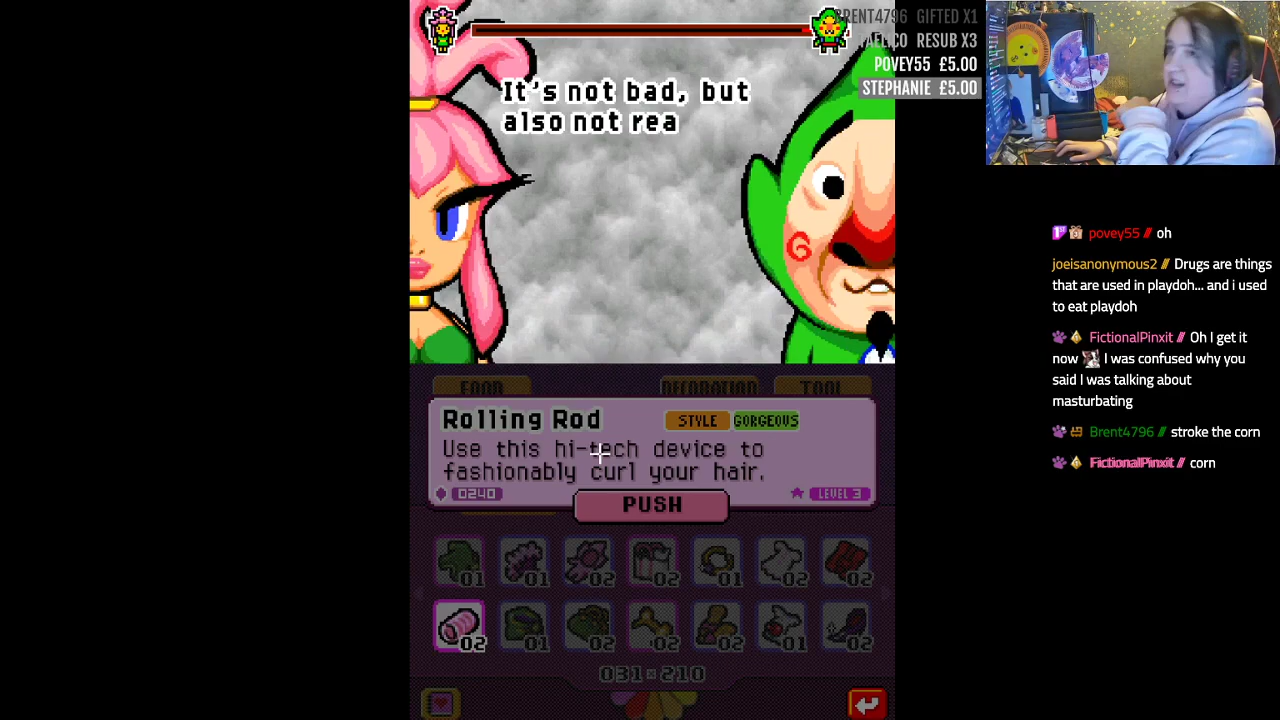 BRENT4796 GIFTED X1
FAELICO RESUB X3
POVEY55 £5.00
STEPHANIE £5.00
It's not bad, but
also not rea
FOOD
DECORATION
TOOL
Rolling Rod
STYLE
GORGEOUS
Use this hi-tech device to
fashionably curl your hair.
0240
LEVEL 3
PUSH
01 01 02 02 01 02 02
02 01 02 02 02 01 02
031×210
povey55 // oh
joeisanonymous2 // Drugs are things
that are used in playdoh... and i used
to eat playdoh
FictionalPinxit // Oh I get it
now I was confused why you
said I was talking about
masturbating
Brent4796 // stroke the corn
FictionalPinxit // corn